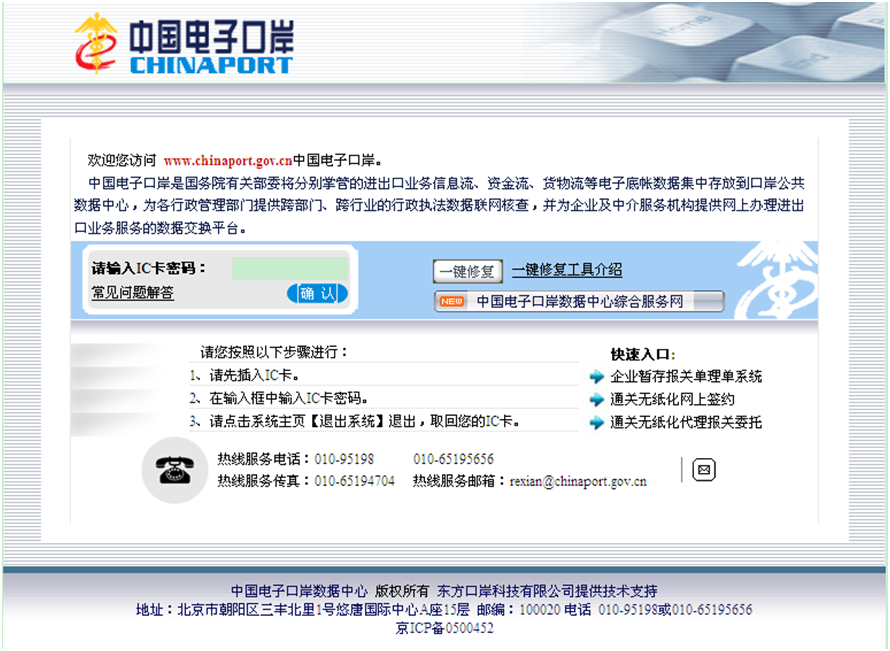 中国电子口岸
CHINAPORT
欢迎您访问 www.chinaport.gov.cn中国电子口岸。
中国电子口岸是国务院有关部委将分别掌管的进出口业务信息流、资金流、货物流等电子底帐数据集中存放到口岸公共
数据中心，为各行政管理部门提供跨部门、跨行业的行政执法数据联网核查，并为企业及中介服务机构提供网上办理进出
口业务服务的数据交换平台。
请输入IC卡密码：
常见问题解答
确 认
一键修复 一键修复工具介绍
NEW 中国电子口岸数据中心综合服务网
请您按照以下步骤进行：
1、请先插入IC卡。
2、在输入框中输入IC卡密码。
3、请点击系统主页【退出系统】退出，取回您的IC卡。
快速入口:
企业暂存报关单理单系统
通关无纸化网上签约
通关无纸化代理报关委托
热线服务电话：010-95198 010-65195656
热线服务传真：010-65194704 热线服务邮箱：rexian@chinaport.gov.cn
中国电子口岸数据中心 版权所有 东方口岸科技有限公司提供技术支持
地址：北京市朝阳区三丰北里1号悠唐国际中心A座15层 邮编：100020 电话 010-95198或010-65195656
京ICP备0500452